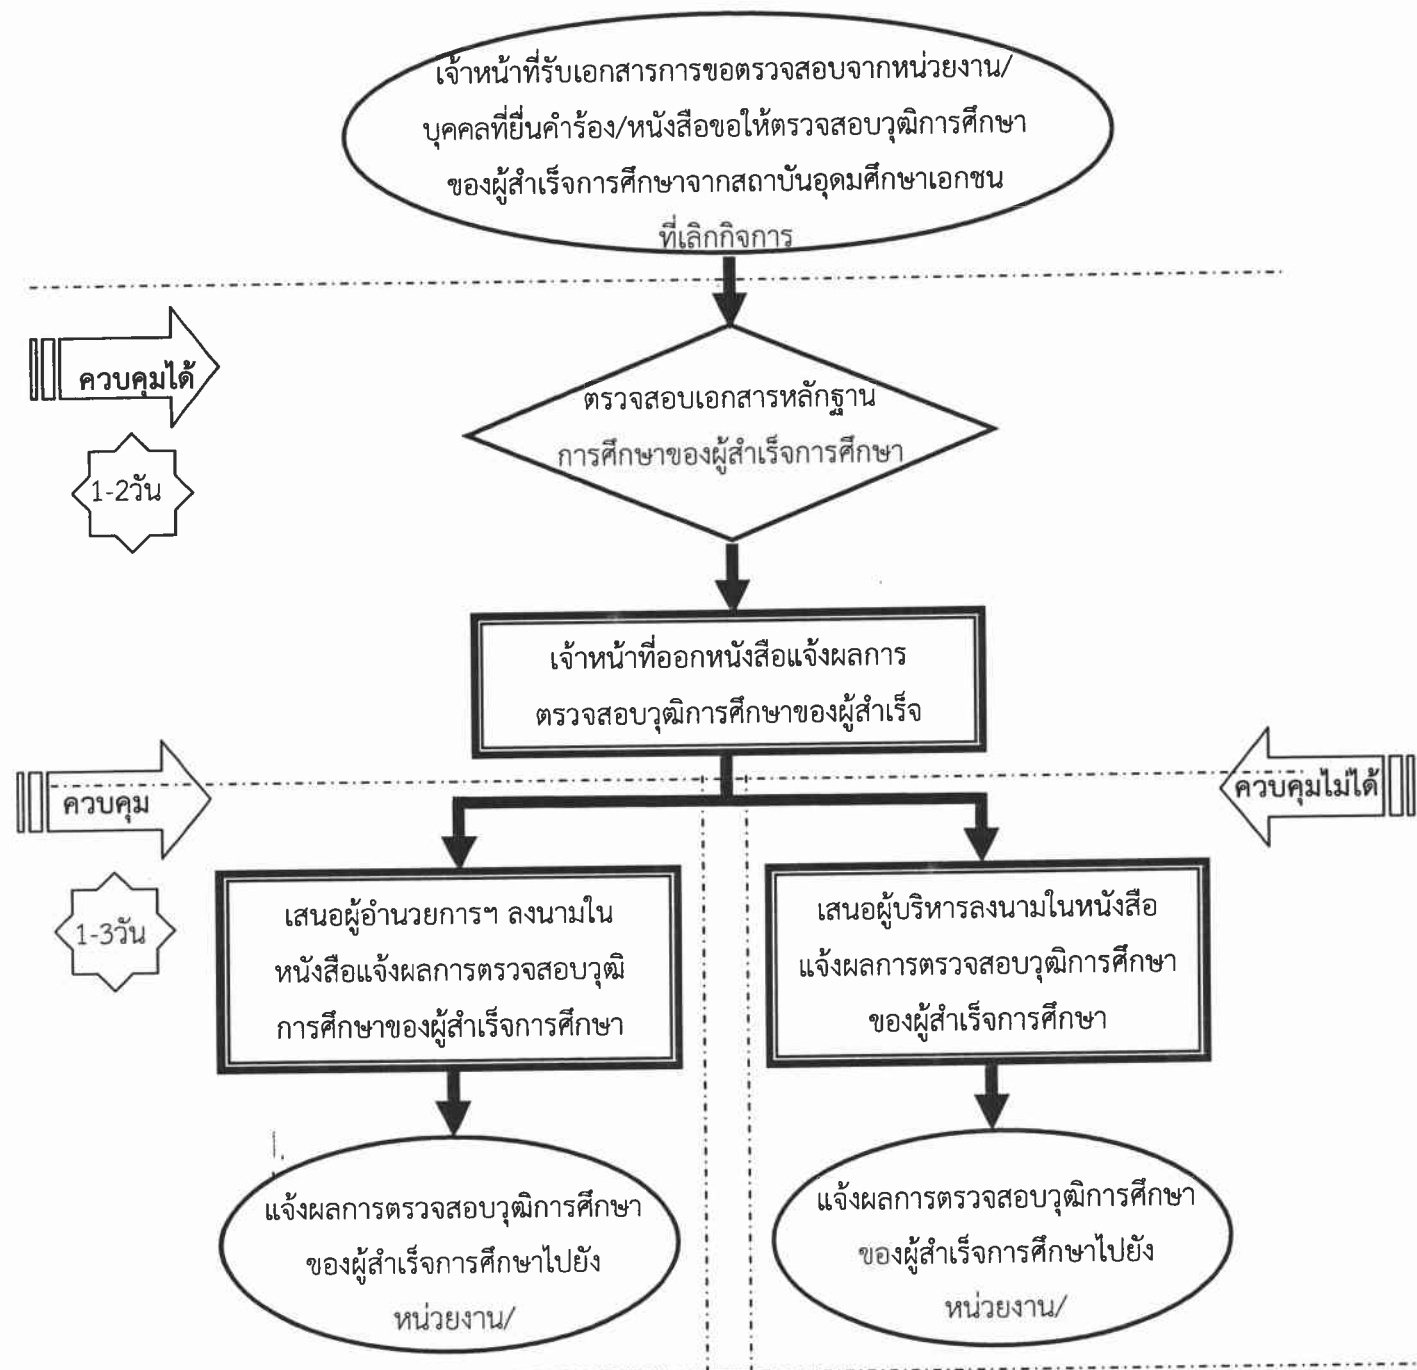 เจ้าหน้าที่รับเอกสารการขอตรวจสอบจากหน่วยงาน/
บุคคลที่ยื่นคำร้อง/หนังสือขอให้ตรวจสอบวุฒิการศึกษา
ของผู้สำเร็จการศึกษาจากสถาบันอุดมศึกษาเอกชน
ที่เลิกกิจการ
ควบคุมได้
1-2วัน
ตรวจสอบเอกสารหลักฐาน
การศึกษาของผู้สำเร็จการศึกษา
เจ้าหน้าที่ออกหนังสือแจ้งผลการ
ตรวจสอบวุฒิการศึกษาของผู้สำเร็จ
ควบคุม
ควบคุมไม่ได้
1-3วัน
เสนอผู้อำนวยการฯ ลงนามใน
หนังสือแจ้งผลการตรวจสอบวุฒิ
การศึกษาของผู้สำเร็จการศึกษา
เสนอผู้บริหารลงนามในหนังสือ
แจ้งผลการตรวจสอบวุฒิการศึกษา
ของผู้สำเร็จการศึกษา
แจ้งผลการตรวจสอบวุฒิการศึกษา
ของผู้สำเร็จการศึกษาไปยัง
หน่วยงาน/
แจ้งผลการตรวจสอบวุฒิการศึกษา
ของผู้สำเร็จการศึกษาไปยัง
หน่วยงาน/